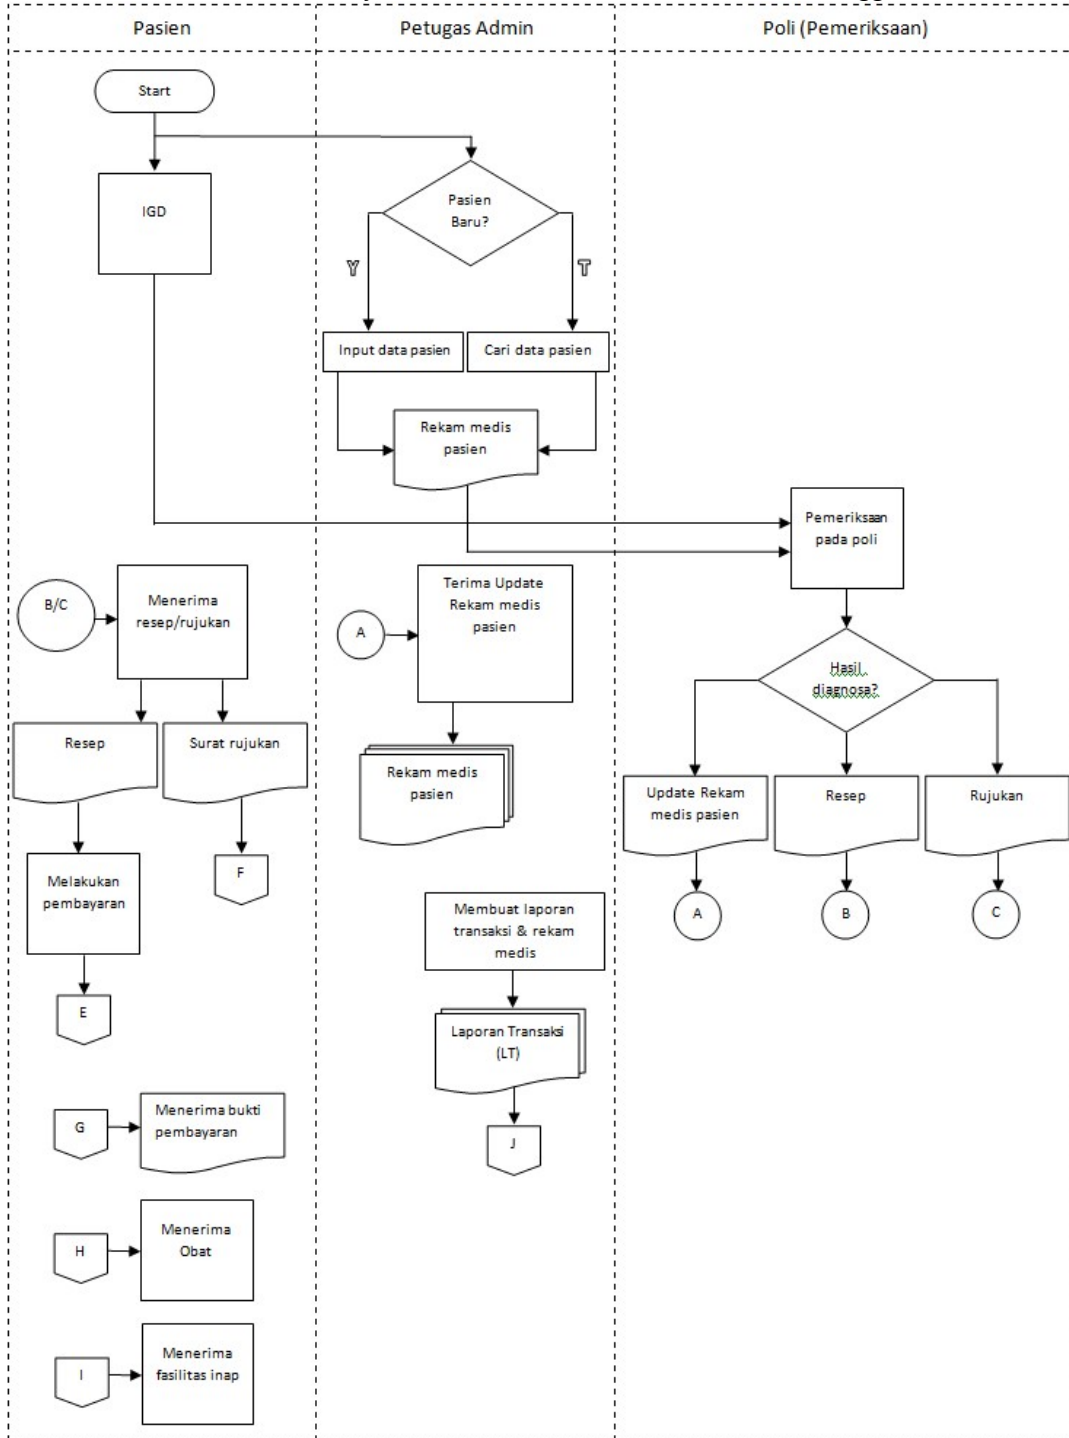 Pasien
Petugas Admin
Poli (Pemeriksaan)
Start
IGD
Pasien
Baru?
Y
T
Input data pasien
Cari data pasien
Rekam medis
pasien
Pemeriksaan
pada poli
B/C
Menerima
resep/rujukan
A
Terima Update
Rekam medis
pasien
Hasil
diagnosa?
Resep
Surat rujukan
Rekam medis
pasien
Update Rekam
medis pasien
Resep
Rujukan
Melakukan
pembayaran
F
A
B
C
Membuat laporan
transaksi & rekam
medis
E
Laporan Transaksi
(LT)
G
Menerima bukti
pembayaran
J
H
Menerima
Obat
I
Menerima
fasilitas inap